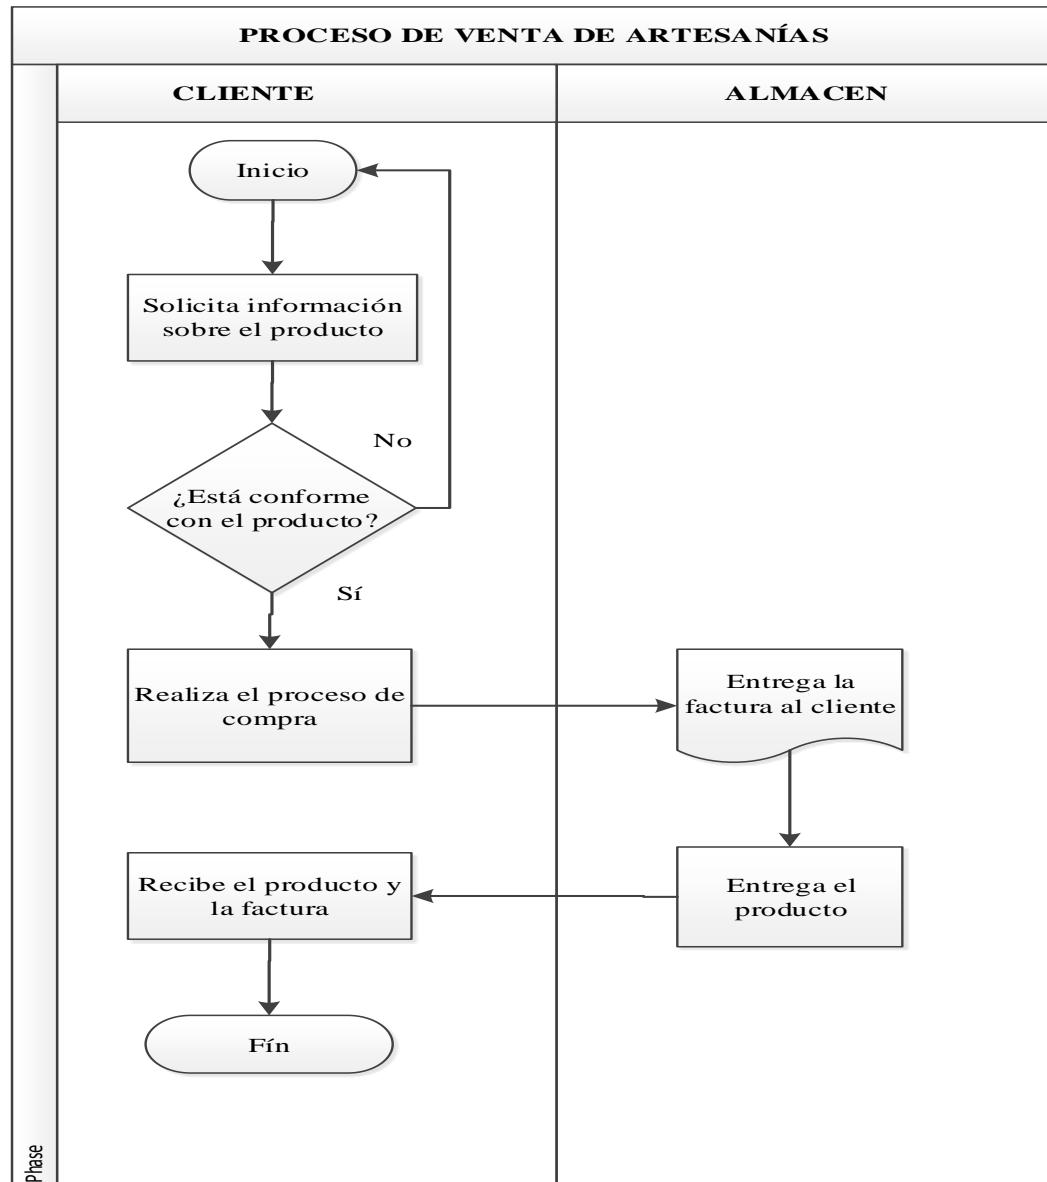 PROCESO DE VENTA DE ARTESANÍAS
CLIENTE
ALMACEN
Inicio
Solicita información
sobre el producto
No
¿Está conforme
con el producto?
Sí
Realiza el proceso de
compra
Entrega la
factura al cliente
Entrega el
producto
Recibe el producto y
la factura
Fín
Phase